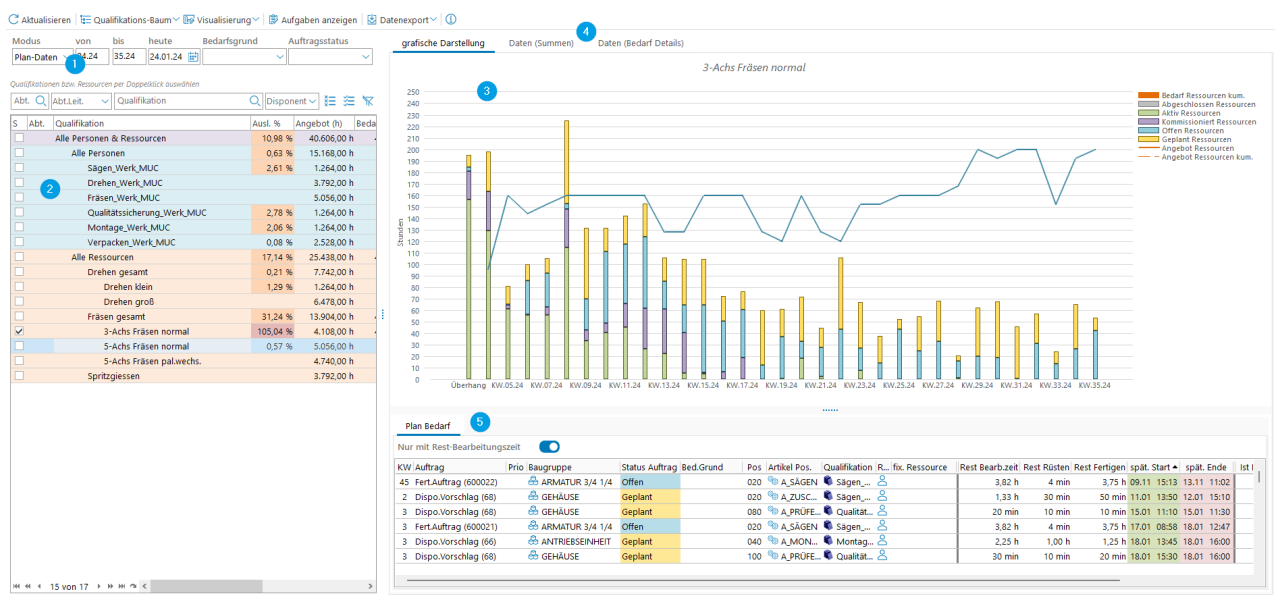 Aktualisieren Qualifikations-Baum Visualisierung Aufgaben anzeigen Datenexport
Modus von bis heute Bedarfsgrund Auftragsstatus
Plan-Daten 04.24 35.24 24.01.24
1
Qualifikationen bzw. Ressourcen per Doppelklick auswählen
Abt. Abt.Leit. Qualifikation Disponent
S Abt. Qualifikation Ausl. % Angebot (h) Beda
Alle Personen & Ressourcen 10,98 % 40.606,00 h
Alle Personen 0,63 % 15.168,00 h
Sägen_Werk_MUC 2,61 % 1.264,00 h
Drehen_Werk_MUC 3.792,00 h
2
Fräsen_Werk_MUC 5.056,00 h
Qualitätssicherung_Werk_MUC 2,78 % 1.264,00 h
Montage_Werk_MUC 2,06 % 1.264,00 h
Verpacken_Werk_MUC 0,08 % 2.528,00 h
Alle Ressourcen 17,14 % 25.438,00 h
Drehen gesamt 0,21 % 7.742,00 h
Drehen klein 1,29 % 1.264,00 h
Drehen groß 6.478,00 h
Fräsen gesamt 31,24 % 13.904,00 h
3-Achs Fräsen normal 105,04 % 4.108,00 h
5-Achs Fräsen normal 0,57 % 5.056,00 h
5-Achs Fräsen pal.wechs. 4.740,00 h
Spritzgiessen 3.792,00 h
15 von 17
4
grafische Darstellung Daten (Summen) Daten (Bedarf Details)
3-Achs Fräsen normal
3
250
240
230
220
210
200
190
180
170
160
150
140
130
120
110
100
90
80
70
60
50
40
30
20
10
0
Stunden
Überhang KW.05.24 KW.07.24 KW.09.24 KW.11.24 KW.13.24 KW.15.24 KW.17.24 KW.19.24 KW.21.24 KW.23.24 KW.25.24 KW.27.24 KW.29.24 KW.31.24 KW.33.24 KW.35.24
Bedarf Ressourcen kum.
Abgeschlossen Ressourcen
Aktiv Ressourcen
Kommissioniert Ressourcen
Offen Ressourcen
Geplant Ressourcen
Angebot Ressourcen
Angebot Ressourcen kum.
Plan Bedarf 5
Nur mit Rest-Bearbeitungszeit
KW Auftrag Prio Baugruppe Status Auftrag Bed.Grund Pos Artikel Pos. Qualifikation R... fix. Ressource Rest Bearb.zeit Rest Rüsten Rest Fertigen spät. Start spät. Ende Ist
45 Fert.Auftrag (600022) ARMATUR 3/4 1/4 Offen 020 A_SÄGEN Sägen_... 3,82 h 4 min 3,75 h 09.11 15:13 13.11 11:02
2 Dispo.Vorschlag (68) GEHÄUSE Geplant 020 A_ZUSC... Sägen_... 1,33 h 30 min 50 min 11.01 13:50 12.01 15:10
3 Dispo.Vorschlag (68) GEHÄUSE Geplant 080 A_PRÜFE... Qualität... 20 min 10 min 10 min 15.01 11:10 15.01 11:30
3 Fert.Auftrag (600021) ARMATUR 3/4 1/4 Offen 020 A_SÄGEN Sägen_... 3,82 h 4 min 3,75 h 17.01 08:58 18.01 12:47
3 Dispo.Vorschlag (66) ANTRIEBSEINHEIT Geplant 040 A_MON... Montag... 2,25 h 1,00 h 1,25 h 18.01 13:45 18.01 16:00
3 Dispo.Vorschlag (68) GEHÄUSE Geplant 100 A_PRÜFE... Qualität... 30 min 10 min 20 min 18.01 15:30 18.01 16:00